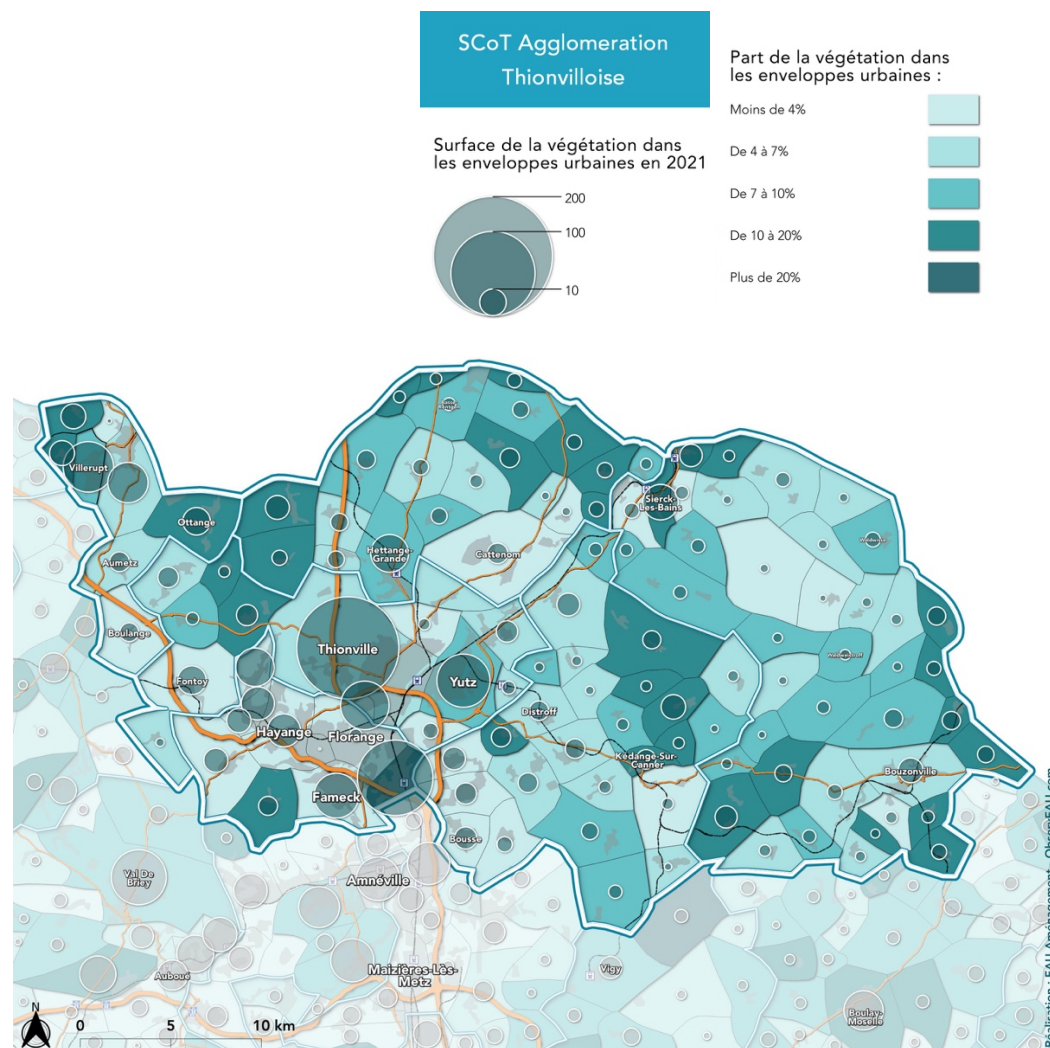 SCoT Agglomeration
Thionvilloise
Surface de la végétation dans
les enveloppes urbaines en 2021
200
100
10
Part de la végétation dans
les enveloppes urbaines :
Moins de 4%
De 4 à 7%
De 7 à 10%
De 10 à 20%
Plus de 20%
Villerupt
Ottange
Aumetz
Boulange
Fontoy
Hettange-
Grande
Cattenom
Sierck-
Les-Bains
Waldwisse
Waldweistroff
Thionville
Yutz
Distroff
Hayange
Florange
Fameck
Kédange-Sur-
Canner
Bouzonville
Bousse
Amnéville
Val De
Briey
Auboué
Maizières-Lès-
Metz
Vigy
Boulay-
Moselle
N
0
5
10 km